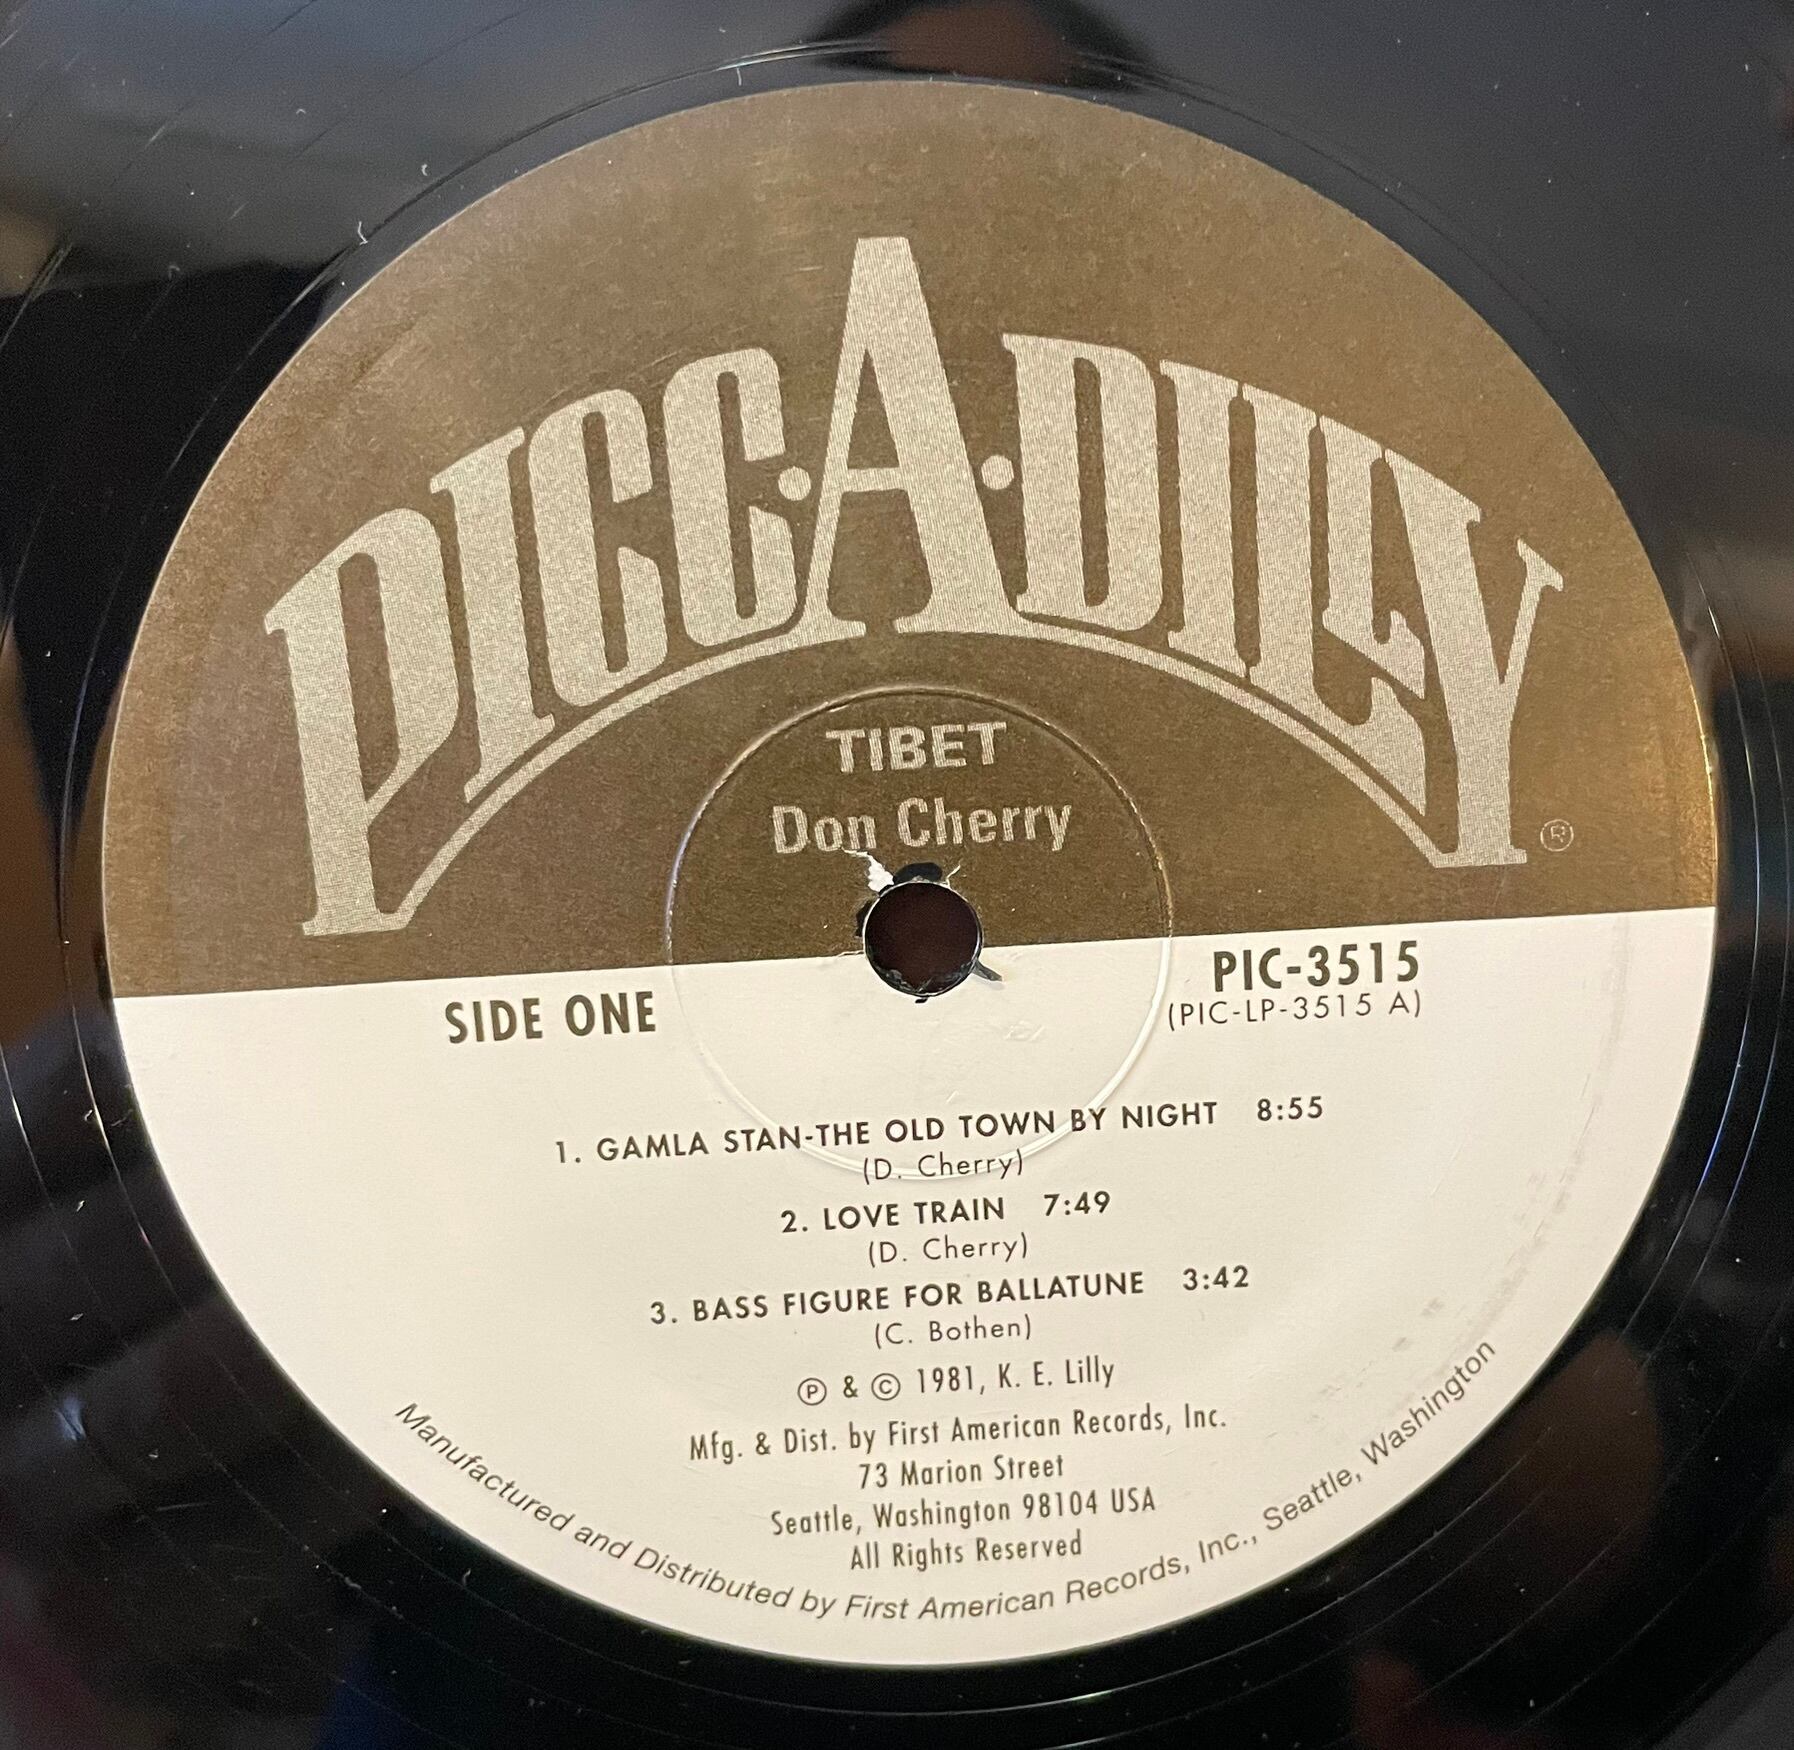 PICC·A·DILLY ®
TIBET
Don Cherry
SIDE ONE
PIC-3515
(PIC-LP-3515 A)
1. GAMLA STAN-THE OLD TOWN BY NIGHT 8:55
(D. Cherry)
2. LOVE TRAIN 7:49
(D. Cherry)
3. BASS FIGURE FOR BALLATUNE 3:42
(C. Bothen)
℗ & © 1981, K. E. Lilly
Mfg. & Dist. by First American Records, Inc.
73 Marion Street
Seattle, Washington 98104 USA
All Rights Reserved
Manufactured and Distributed by First American Records, Inc., Seattle, Washington